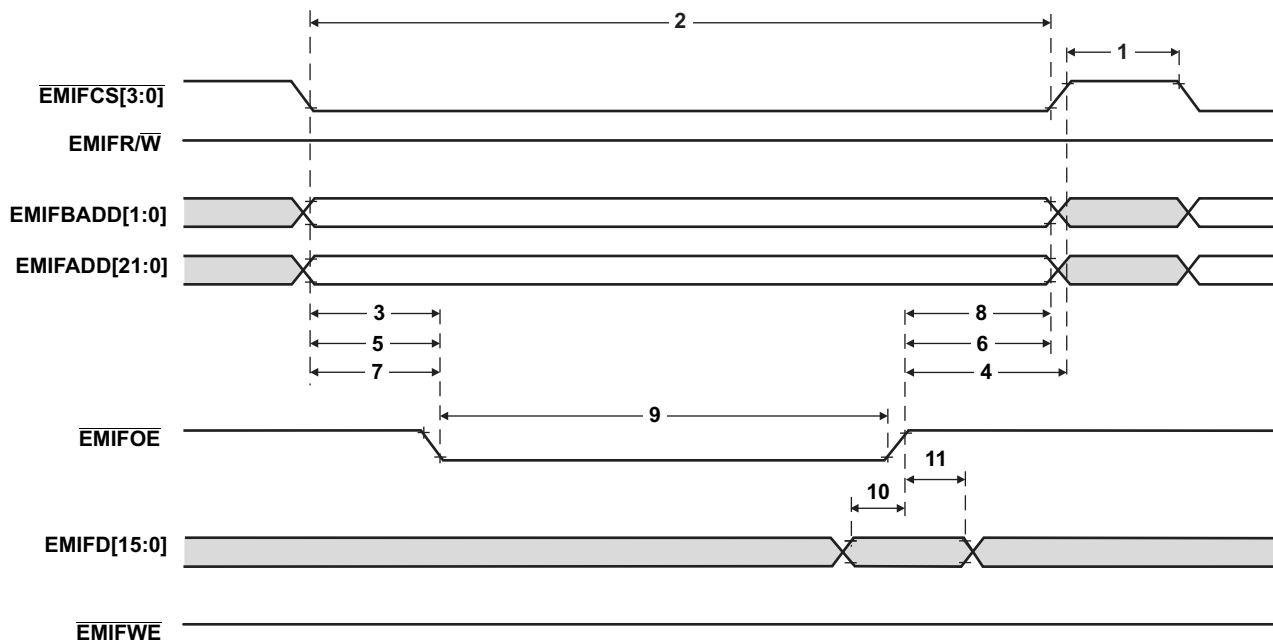 2
1
EMIFCS[3:0]
EMIFR/W
EMIFBADD[1:0]
EMIFADD[21:0]
3
8
5
6
7
4
9
EMIFOE
11
10
EMIFD[15:0]
EMIFWE